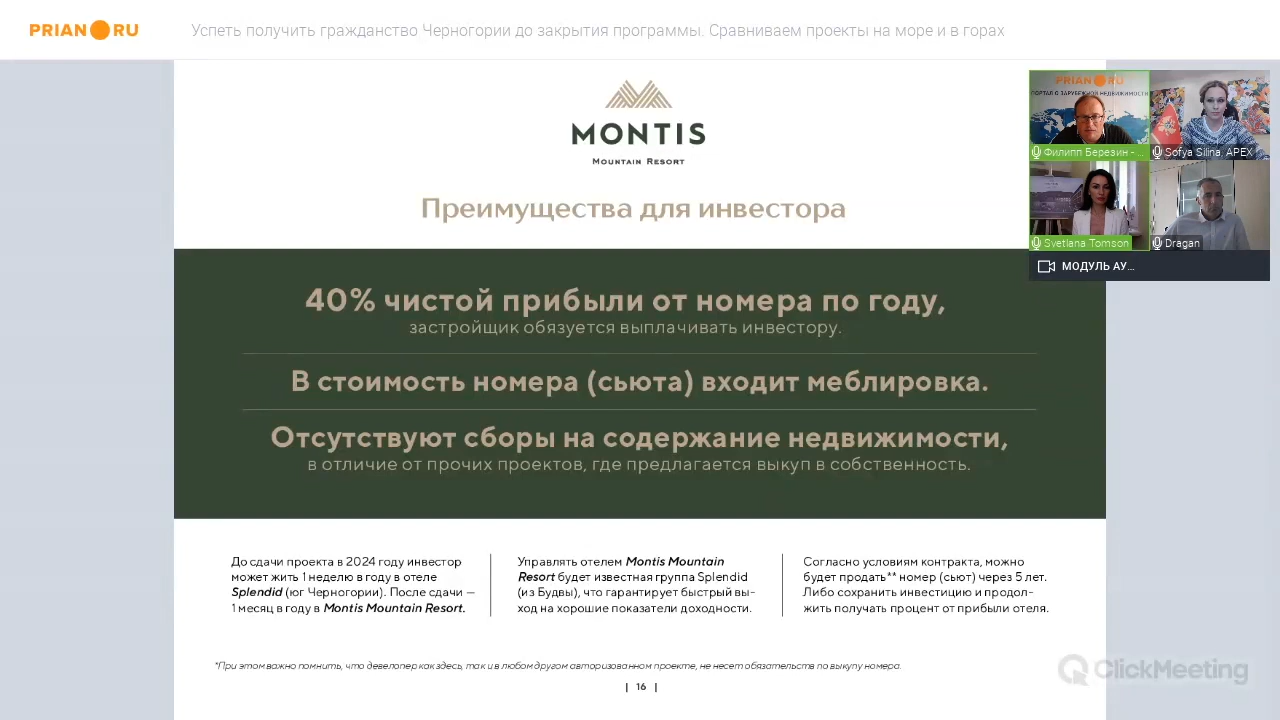 PRIAN RU
Успеть получить гражданство Черногории до закрытия программы. Сравниваем проекты на море и в горах
PRIAN RU
ПОРТАЛ О ЗАРУБЕЖНОЙ НЕДВИЖИМОСТИ
Филипп Березин - ...
Sofya Silina, APEX
Svetlana Tomson
Dragan
МОДУЛЬ АУ...
MONTIS
MOUNTAIN RESORT
Преимущества для инвестора
40% чистой прибыли от номера по году,
застройщик обязуется выплачивать инвестору.
В стоимость номера (сьюта) входит меблировка.
Отсутствуют сборы на содержание недвижимости,
в отличие от прочих проектов, где предлагается выкуп в собственность.
До сдачи проекта в 2024 году инвестор
может жить 1 неделю в году в отеле
Splendid (юг Черногории). После сдачи —
1 месяц в году в Montis Mountain Resort.
Управлять отелем Montis Mountain
Resort будет известная группа Splendid
(из Будвы), что гарантирует быстрый вы-
ход на хорошие показатели доходности.
Согласно условиям контракта, можно
будет продать** номер (сьют) через 5 лет.
Либо сохранить инвестицию и продол-
жить получать процент от прибыли отеля.
*При этом важно помнить, что девелопер как здесь, так и в любом другом авторизованном проекте, не несет обязательств по выкупу номера.
| 16 |
ClickMeeting